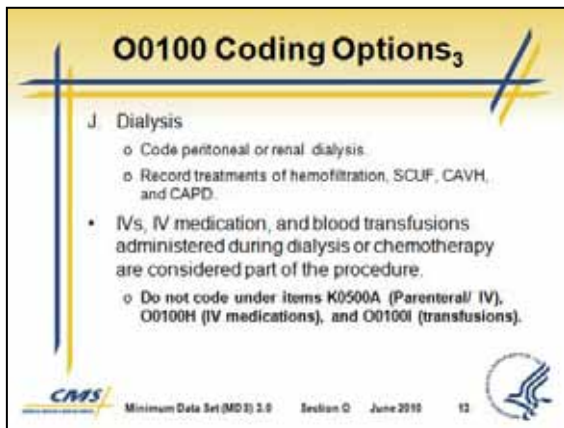 O0100 Coding Options3
J. Dialysis
o Code peritoneal or renal dialysis.
o Record treatments of hemofiltration, SCUF, CAVH,
and CAPD.
• IVs, IV medication, and blood transfusions
administered during dialysis or chemotherapy
are considered part of the procedure.
o Do not code under items K0500A (Parenteral/ IV),
O0100H (IV medications), and O0100I (transfusions).
CMS
Minimum Data Set (MDS) 3.0 Section O June 2010 13